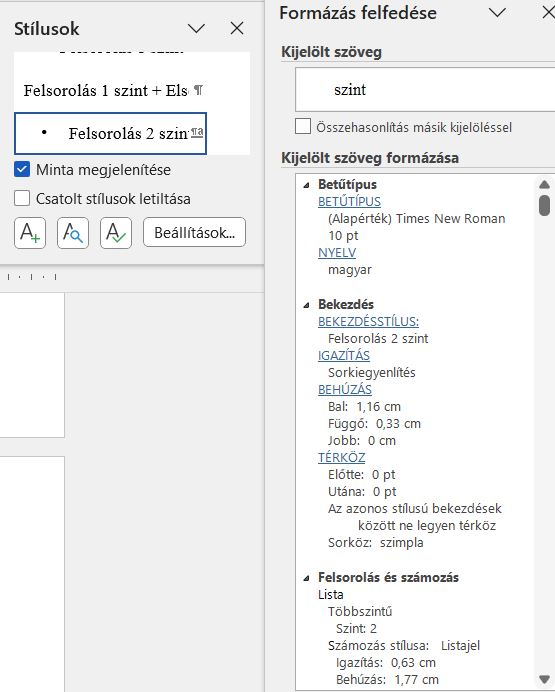 Stílusok
Felsorolás 1 szint + Els ¶
• Felsorolás 2 szin ¶a
Minta megjelenítése
Csatolt stílusok letiltása
Beállítások...
Formázás felfedése
Kijelölt szöveg
szint
Összehasonlítás másik kijelöléssel
Kijelölt szöveg formázása
Betűtípus
BETŰTÍPUS
(Alapérték) Times New Roman
10 pt
NYELV
magyar
Bekezdés
BEKEZDÉSSTÍLUS:
Felsorolás 2 szint
IGAZÍTÁS
Sorkiegyenlítés
BEHÚZÁS
Bal: 1,16 cm
Függő: 0,33 cm
Jobb: 0 cm
TÉRKÖZ
Előtte: 0 pt
Utána: 0 pt
Az azonos stílusú bekezdések
között ne legyen térköz
Sorköz: szimpla
Felsorolás és számozás
Lista
Többszintű
Szint: 2
Számozás stílusa: Listajel
Igazítás: 0,63 cm
Behúzás: 1,77 cm